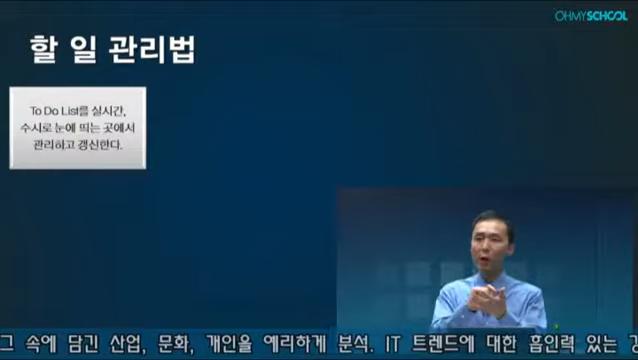 OHMYSCHOOL
할 일 관리법
To Do List를 실시간,
수시로 눈에 띄는 곳에서
관리하고 갱신한다.
그 속에 담긴 산업, 문화, 개인을 예리하게 분석. IT 트렌드에 대한 흡인력 있는